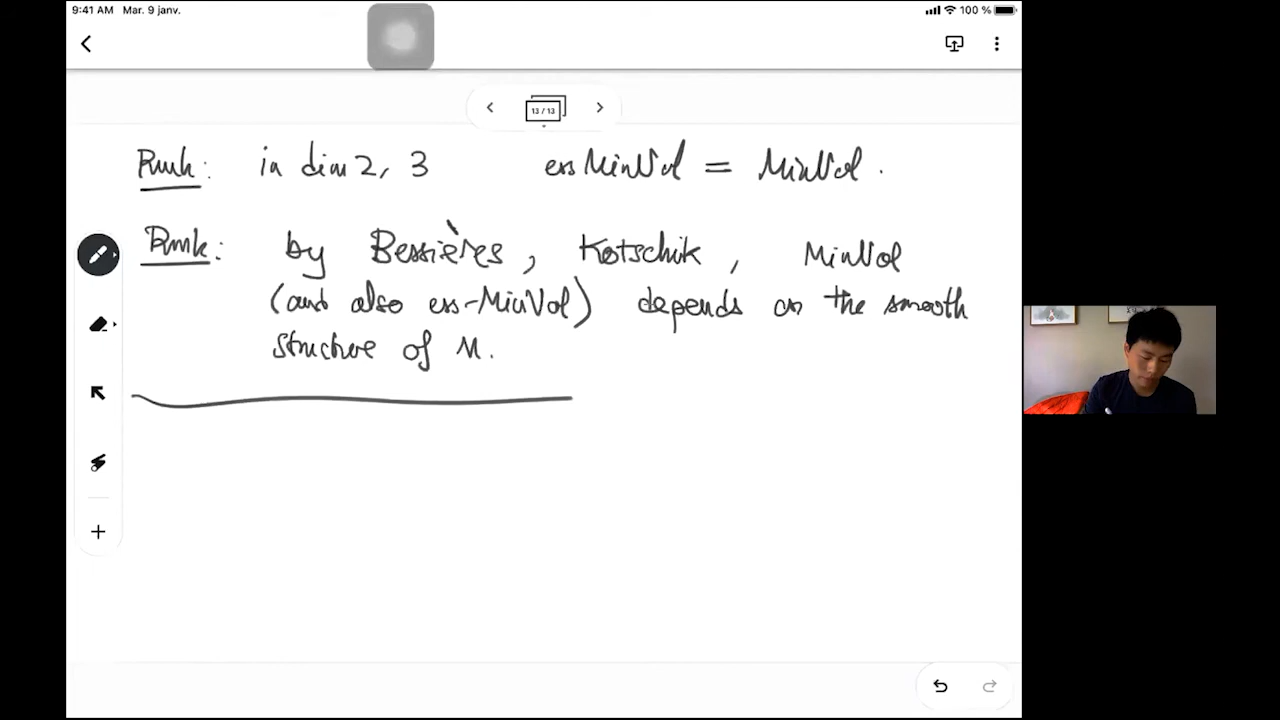 9:41 AM Mar. 9 janv.
100 %
13 / 13
Rmk: in dim 2, 3 ess MinVol = MinVol.
Rmk: by Bessières, Kotschik, MinVol
(and also ess-MinVol) depends on the smooth
structure of M.